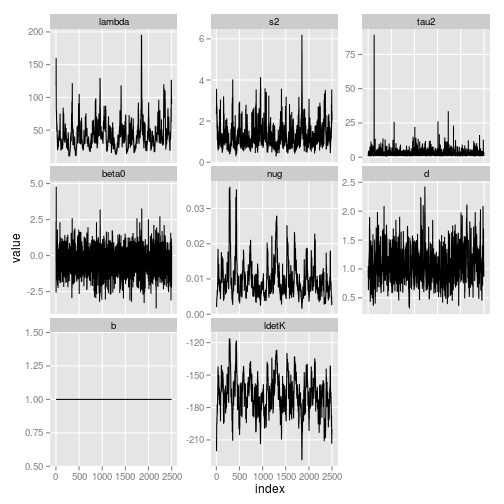 lambda s2 tau2
200 150 100 50
6 4 2 0
75 50 25 0
beta0 nug d
5.0 2.5 0.0 -2.5
0.03 0.02 0.01 0.00
2.5 2.0 1.5 1.0 0.5
value
b ldetK
1.50 1.25 1.00 0.75 0.50
-120 -150 -180 -210
0 500 1000 1500 2000 2500 0 500 1000 1500 2000 2500
index